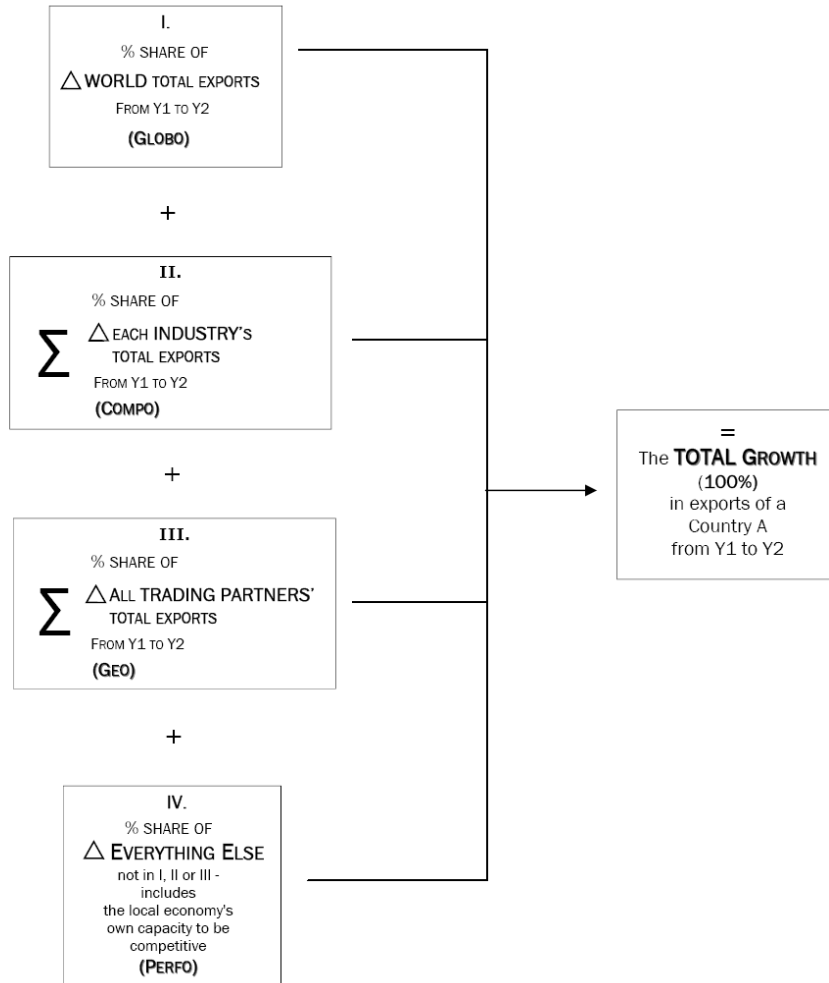 I.
% SHARE OF
△ WORLD TOTAL EXPORTS
FROM Y1 TO Y2
(GLOBO)
+
II.
% SHARE OF
∑ △ EACH INDUSTRY'S
TOTAL EXPORTS
FROM Y1 TO Y2
(COMPO)
+
III.
% SHARE OF
∑ △ ALL TRADING PARTNERS'
TOTAL EXPORTS
FROM Y1 TO Y2
(GEO)
+
IV.
% SHARE OF
△ EVERYTHING ELSE
not in I, II or III -
includes
the local economy's
own capacity to be
competitive
(PERFO)
=
The TOTAL GROWTH
(100%)
in exports of a
Country A
from Y1 to Y2